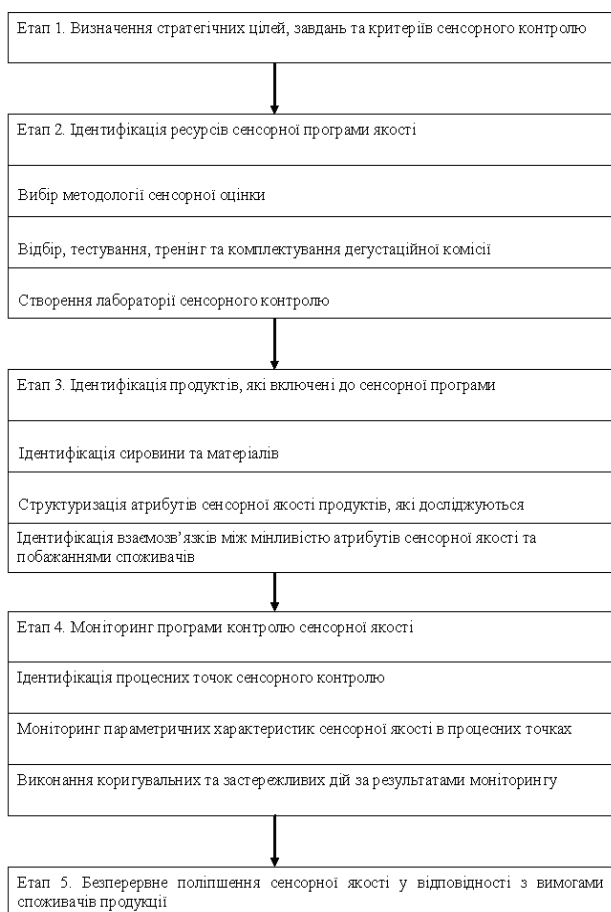 Етап 1. Визначення стратегічних цілей, завдань та критеріїв сенсорного контролю
Етап 2. Ідентифікація ресурсів сенсорної програми якості
Вибір методології сенсорної оцінки
Відбір, тестування, тренінг та комплектування дегустаційної комісії
Створення лабораторії сенсорного контролю
Етап 3. Ідентифікація продуктів, які включені до сенсорної програми
Ідентифікація сировини та матеріалів
Структуризація атрибутів сенсорної якості продуктів, які досліджуються
Ідентифікація взаємозв’язків між мінливістю атрибутів сенсорної якості та
побажаннями споживачів
Етап 4. Моніторинг програми контролю сенсорної якості
Ідентифікація процесних точок сенсорного контролю
Моніторинг параметричних характеристик сенсорної якості в процесних точках
Виконання коригувальних та застережливих дій за результатами моніторингу
Етап 5. Безперервне поліпшення сенсорної якості у відповідності з вимогами
споживачів продукції